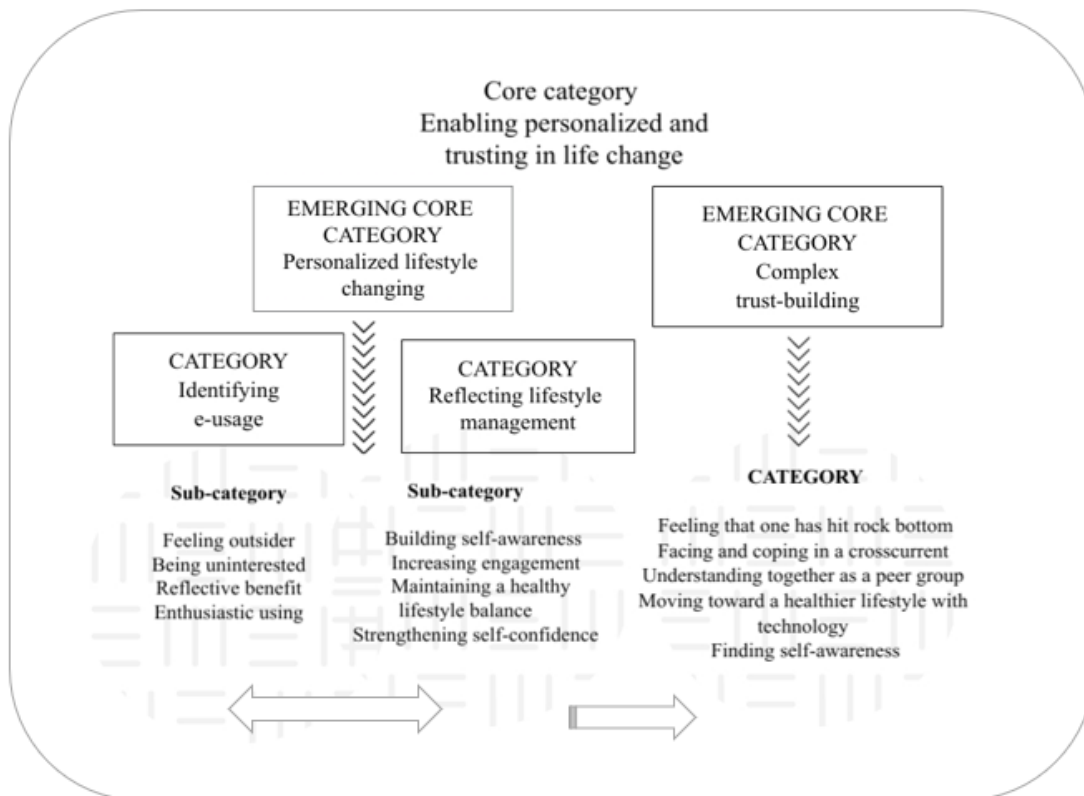 Core category
Enabling personalized and
trusting in life change
EMERGING CORE
CATEGORY
Personalized lifestyle
changing
EMERGING CORE
CATEGORY
Complex
trust-building
CATEGORY
Identifying
e-usage
CATEGORY
Reflecting lifestyle
management
Sub-category
Feeling outsider
Being uninterested
Reflective benefit
Enthusiastic using
Sub-category
Building self-awareness
Increasing engagement
Maintaining a healthy
lifestyle balance
Strengthening self-confidence
CATEGORY
Feeling that one has hit rock bottom
Facing and coping in a crosscurrent
Understanding together as a peer group
Moving toward a healthier lifestyle with
technology
Finding self-awareness